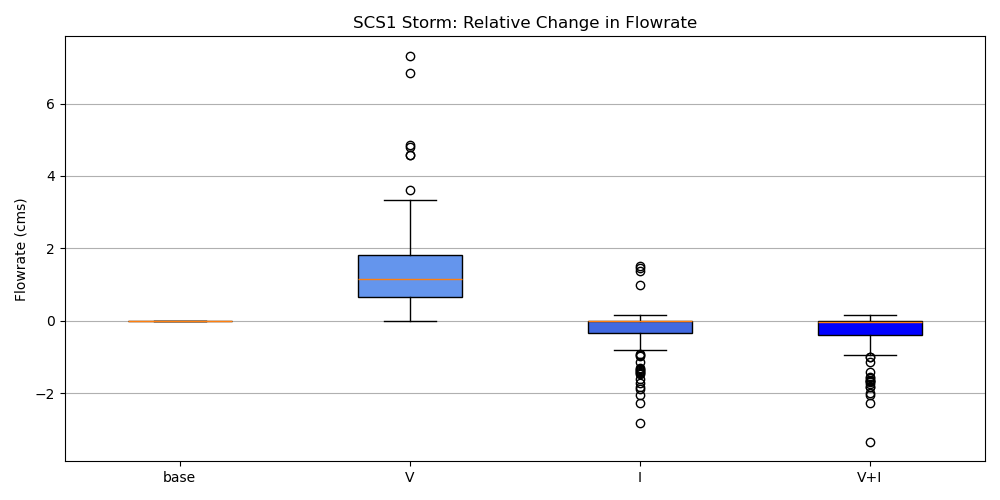 SCS1 Storm: Relative Change in Flowrate
Flowrate (cms)
6
4
2
0
−2
base
V
I
V+I